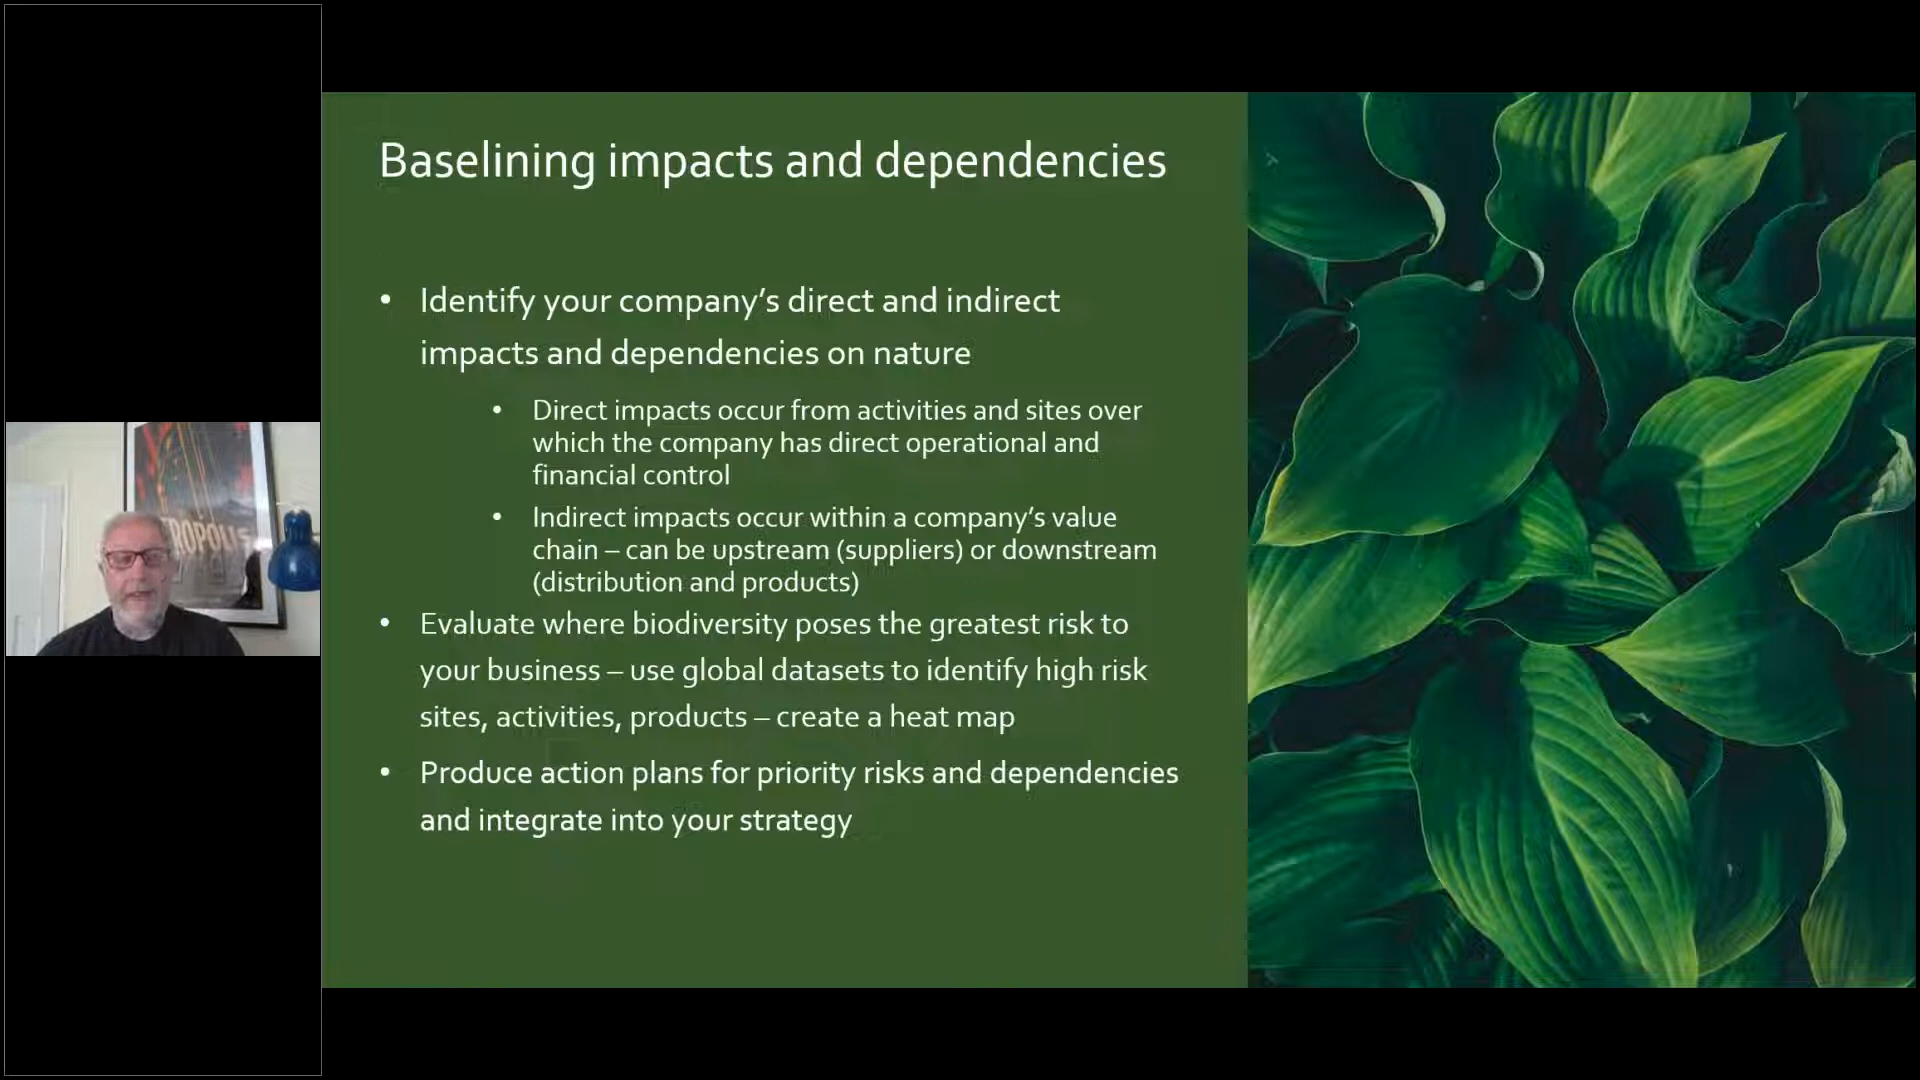 Baselining impacts and dependencies
• Identify your company’s direct and indirect
impacts and dependencies on nature
• Direct impacts occur from activities and sites over
which the company has direct operational and
financial control
• Indirect impacts occur within a company’s value
chain – can be upstream (suppliers) or downstream
(distribution and products)
• Evaluate where biodiversity poses the greatest risk to
your business – use global datasets to identify high risk
sites, activities, products – create a heat map
• Produce action plans for priority risks and dependencies
and integrate into your strategy
ROPOLIS